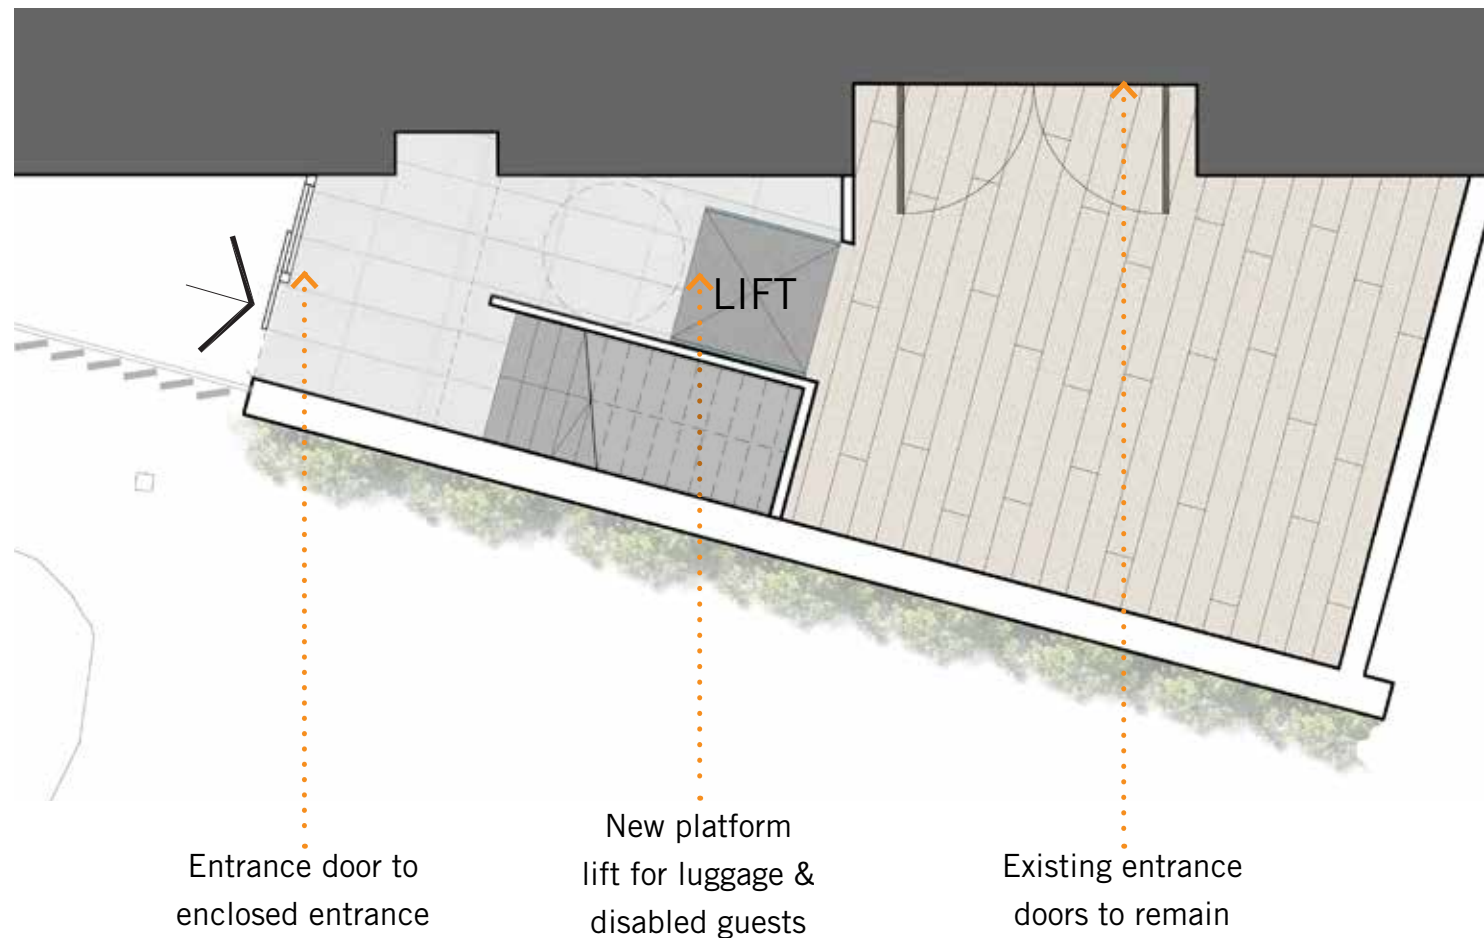 LIFT
Entrance door to
enclosed entrance
New platform
lift for luggage &
disabled guests
Existing entrance
doors to remain